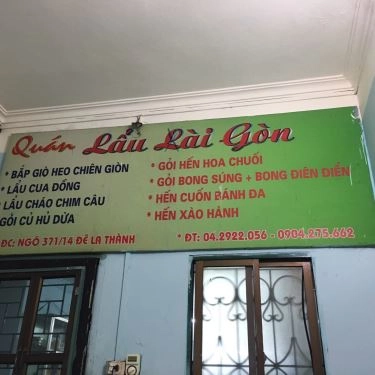 Quán Lẩu Lài Gòn
* BẮP GIÒ HEO CHIÊN GIÒN
* LẨU CUA ĐỒNG
* LẨU CHÁO CHIM CÂU
GỎI CỦ HỦ DỪA
* GỎI HẾN HOA CHUỐI
* GỎI BONG SÚNG + BONG ĐIÊN ĐIỂN
* HẾN CUỐN BÁNH ĐA
* HẾN XÀO HÀNH
ĐC: NGÕ 371/14 ĐÊ LA THÀNH
* ĐT: 04.2922.056 - 0904.275.662